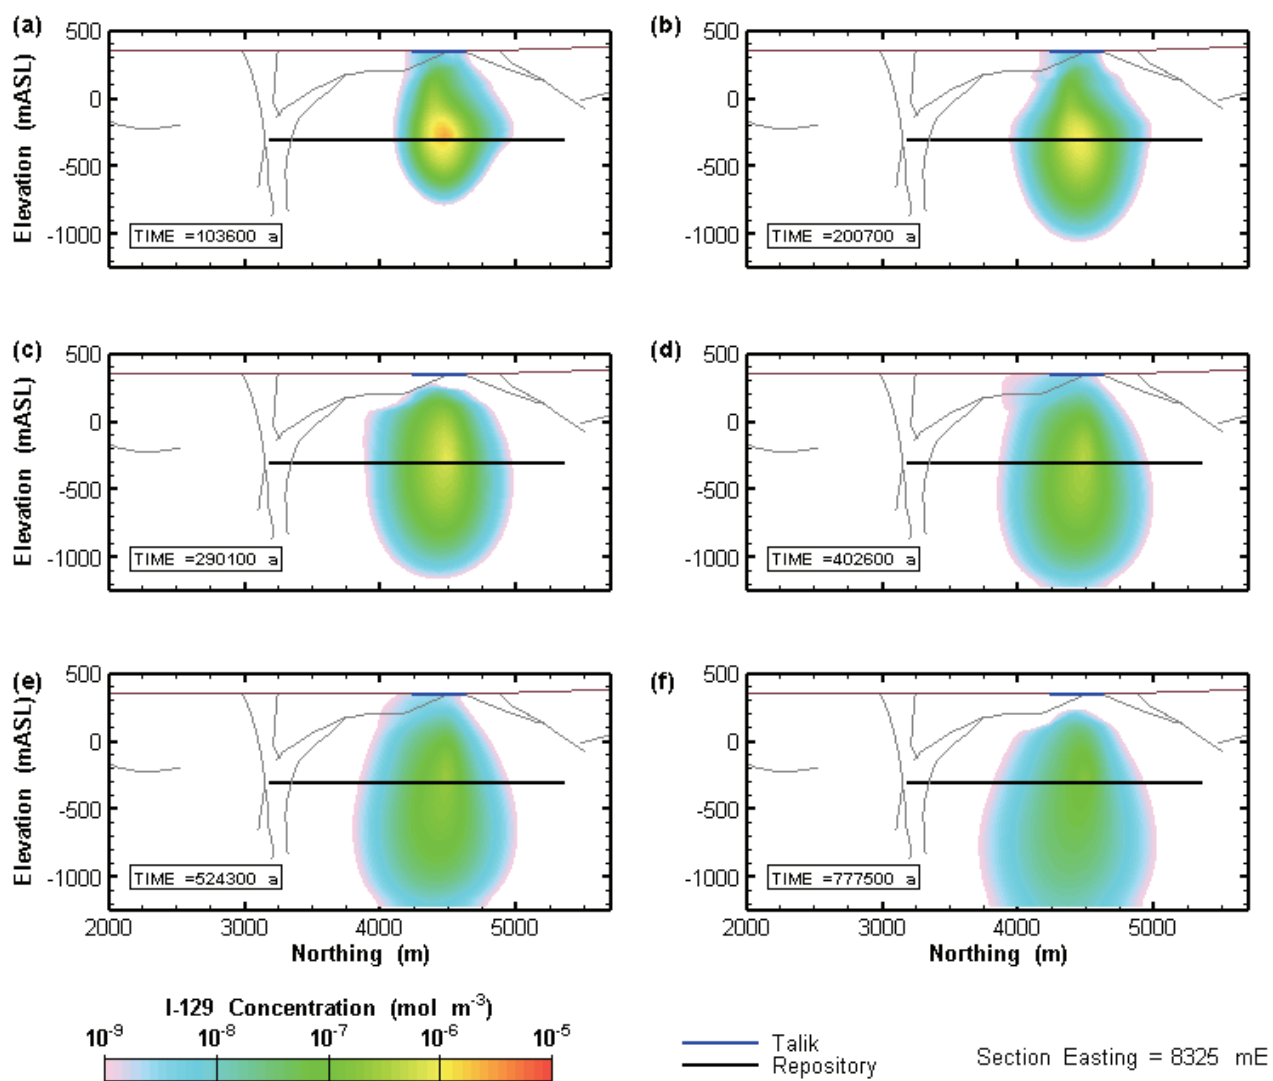 (a)
500
0
-500
-1000
Elevation (mASL)
TIME =103600 a
(b)
500
0
-500
-1000
TIME =200700 a
(c)
500
0
-500
-1000
Elevation (mASL)
TIME =290100 a
(d)
500
0
-500
-1000
TIME =402600 a
(e)
500
0
-500
-1000
Elevation (mASL)
TIME =524300 a
2000 3000 4000 5000
Northing (m)
(f)
500
0
-500
-1000
TIME =777500 a
2000 3000 4000 5000
Northing (m)
I-129 Concentration (mol m⁻³)
10⁻⁹ 10⁻⁸ 10⁻⁷ 10⁻⁶ 10⁻⁵
Talik
Repository
Section Easting = 8325 mE